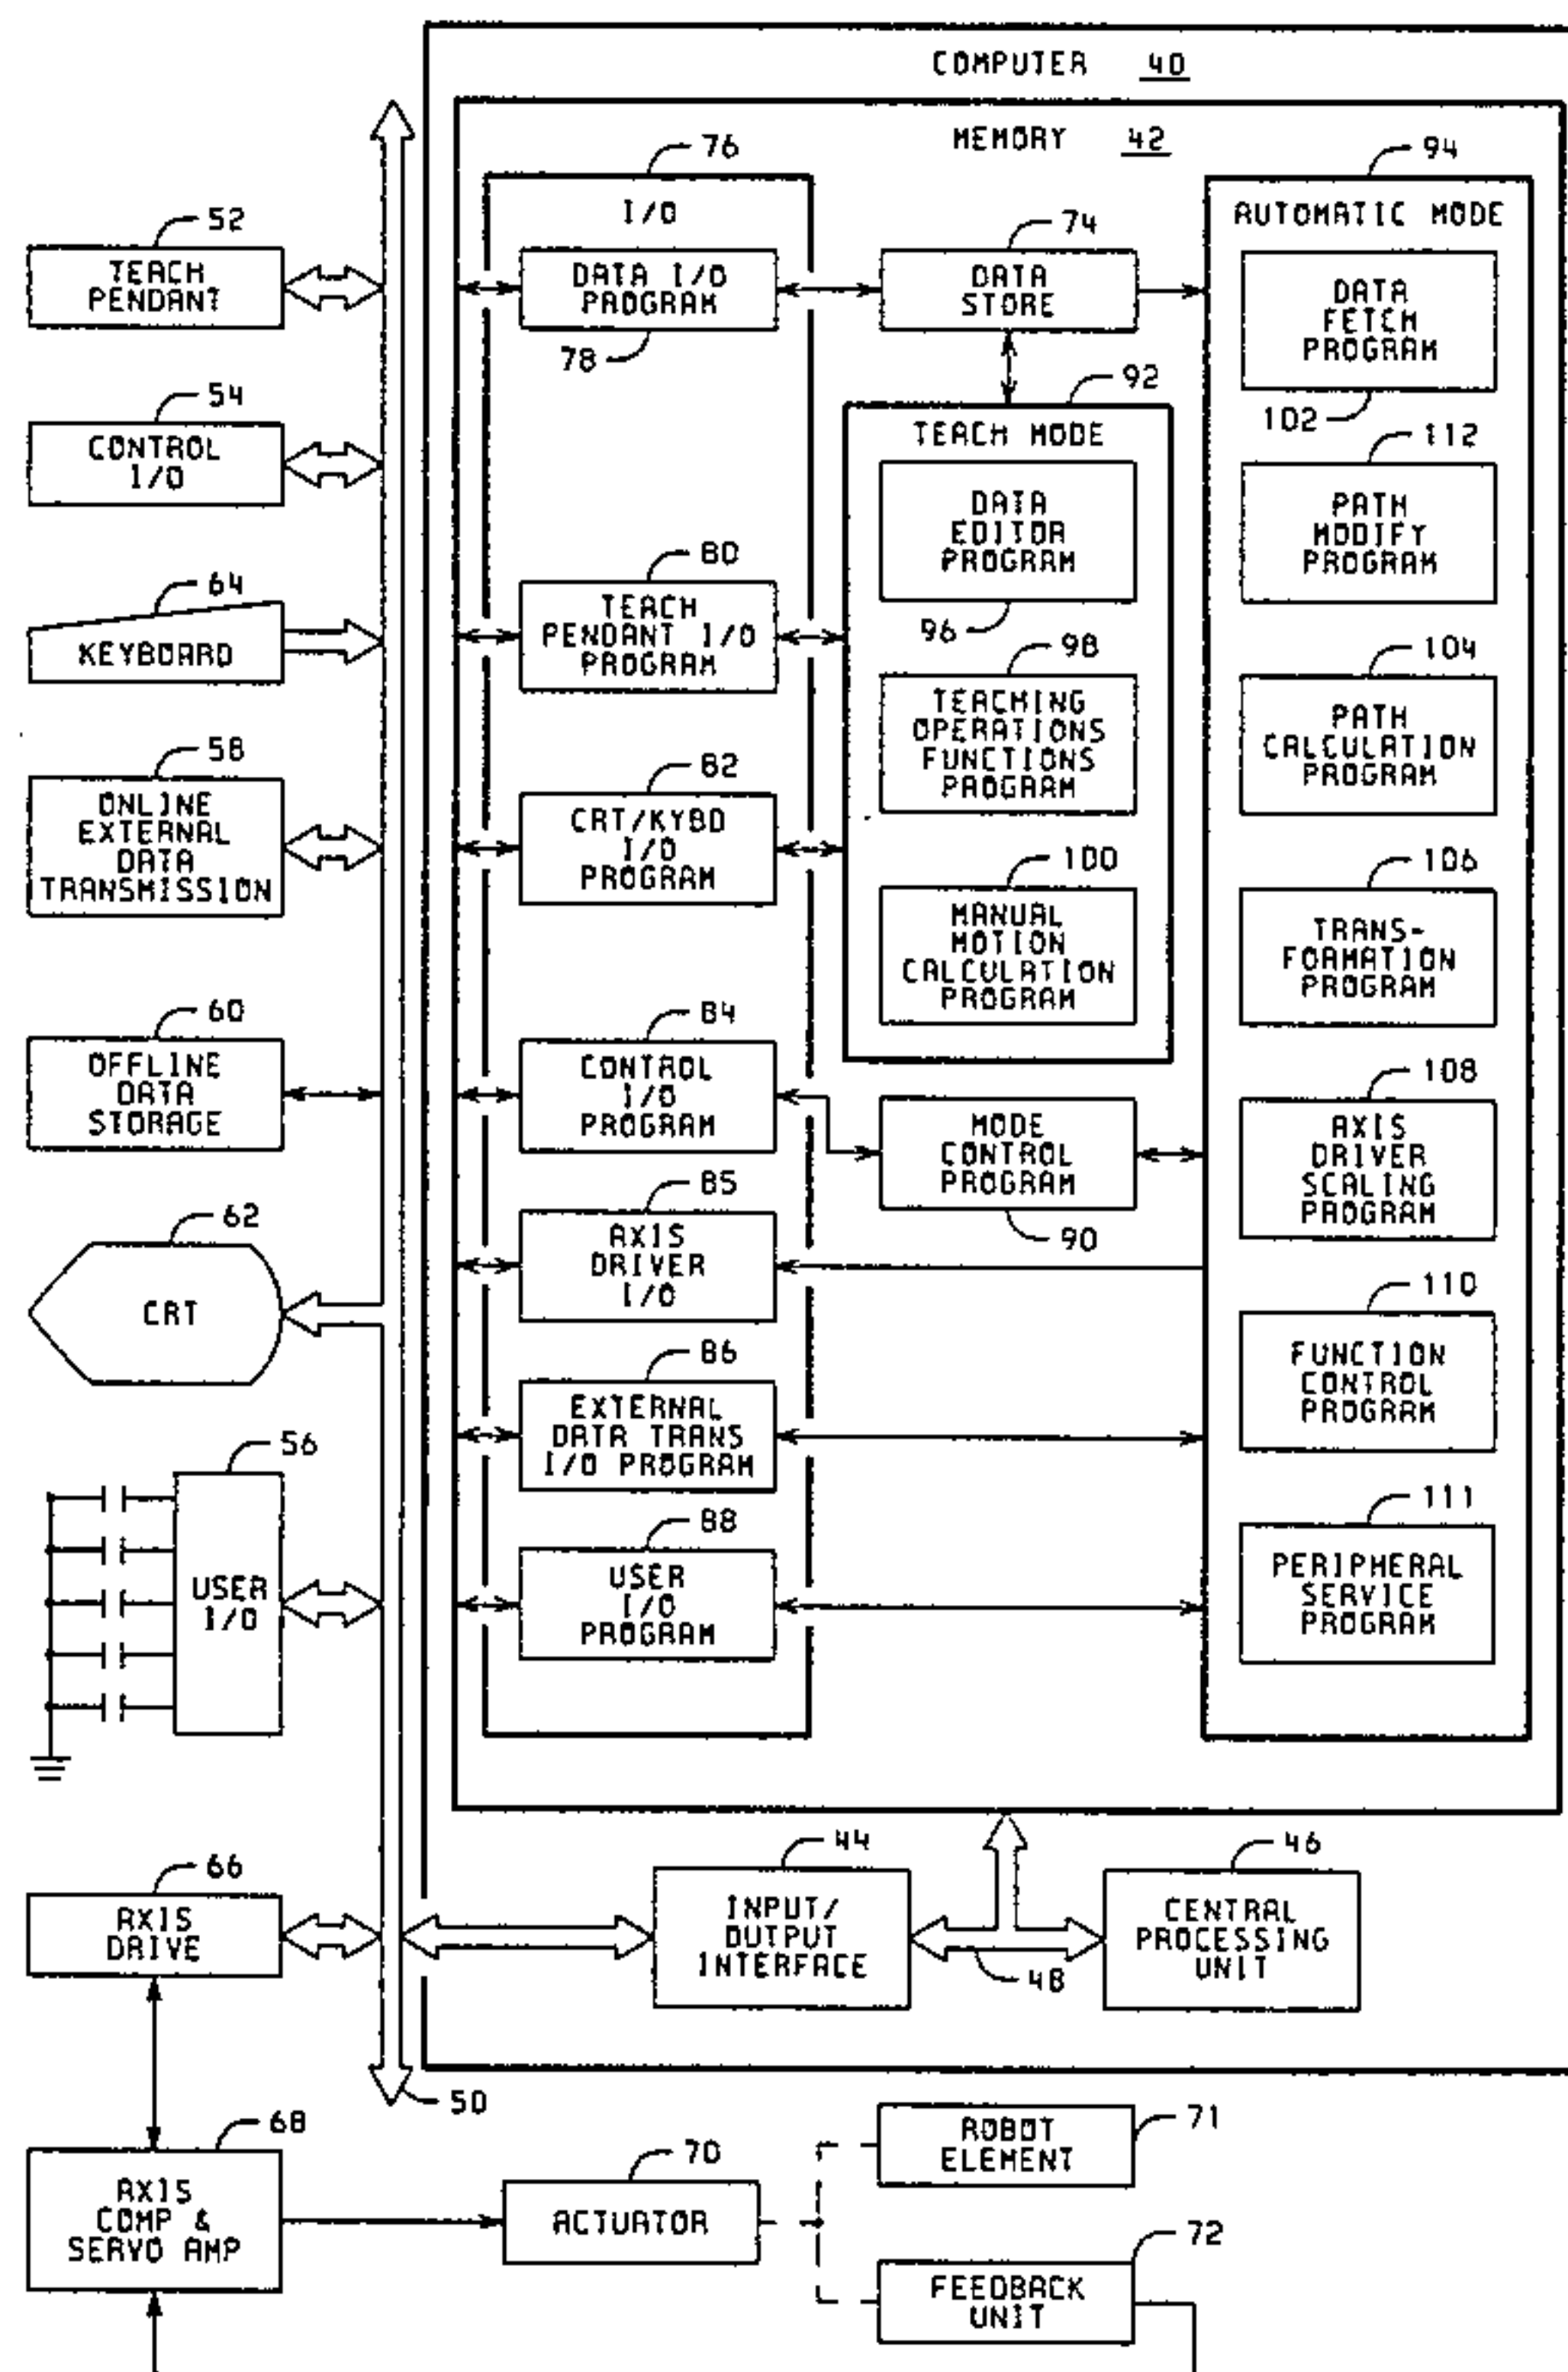 COMPUTER 40
MEMORY 42
76
I/O
DATA I/O
PROGRAM
78
74
DATA
STORE
94
AUTOMATIC MODE
DATA
FETCH
PROGRAM
102
52
TEACH
PENDANT
54
CONTROL
I/O
92
TEACH MODE
DATA
EDITOR
PROGRAM
96
112
PATH
MODIFY
PROGRAM
64
KEYBOARD
80
TEACH
PENDANT I/O
PROGRAM
98
TEACHING
OPERATIONS
FUNCTIONS
PROGRAM
104
PATH
CALCULATION
PROGRAM
58
ONLINE
EXTERNAL
DATA
TRANSMISSION
82
CRT/KYBD
I/O
PROGRAM
100
MANUAL
MOTION
CALCULATION
PROGRAM
106
TRANS-
FORMATION
PROGRAM
60
OFFLINE
DATA
STORAGE
84
CONTROL
I/O
PROGRAM
MODE
CONTROL
PROGRAM
90
108
AXIS
DRIVER
SCALING
PROGRAM
62
CRT
85
AXIS
DRIVER
I/O
110
FUNCTION
CONTROL
PROGRAM
86
EXTERNAL
DATA TRANS
I/O PROGRAM
56
USER
I/O
88
USER
I/O
PROGRAM
111
PERIPHERAL
SERVICE
PROGRAM
66
AXIS
DRIVE
44
INPUT/
OUTPUT
INTERFACE
48
46
CENTRAL
PROCESSING
UNIT
50
68
AXIS
COMP &
SERVO AMP
70
ACTUATOR
ROBOT
ELEMENT
71
72
FEEDBACK
UNIT